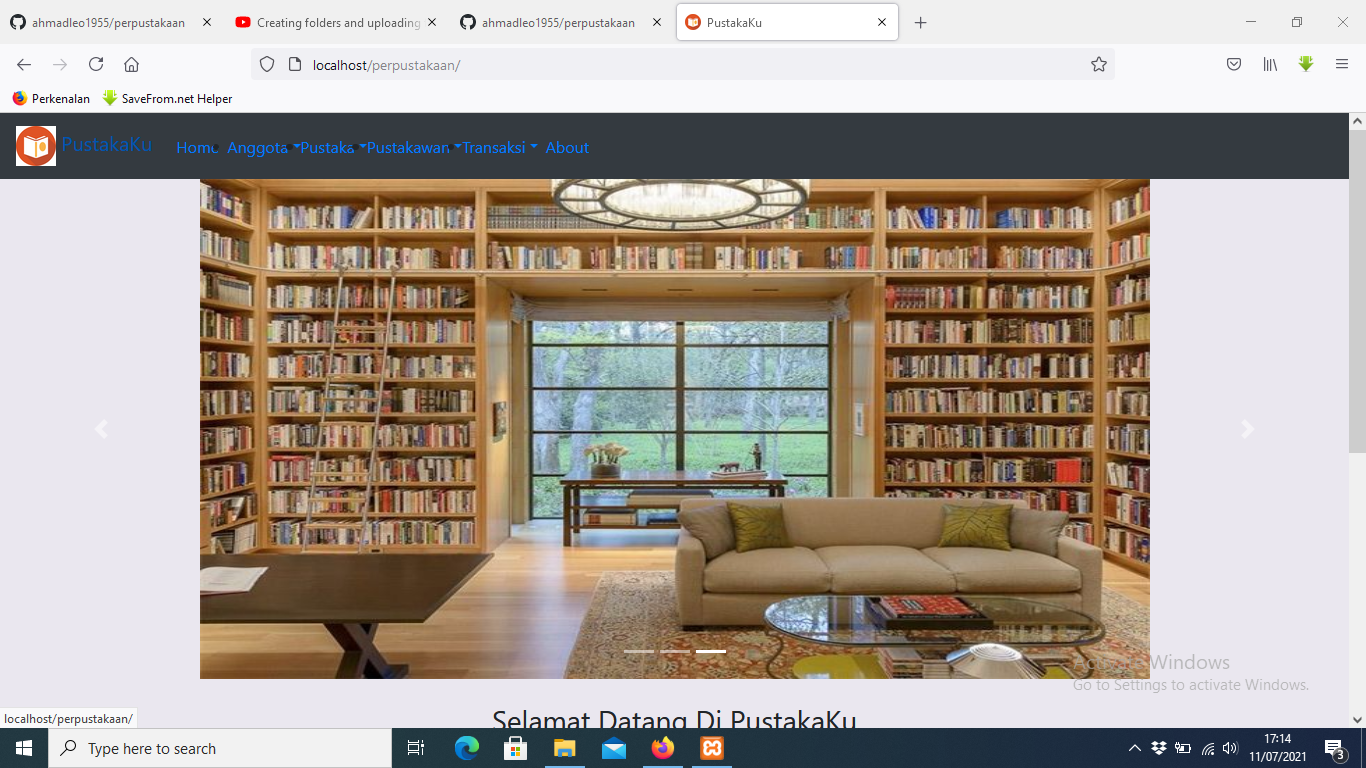 ahmadleo1955/perpustakaan
Creating folders and uploading
ahmadleo1955/perpustakaan
PustakaKu
localhost/perpustakaan/
Perkenalan
SaveFrom.net Helper
PustakaKu
Home Anggota Pustaka Pustakawan Transaksi About
Activate Windows
Go to Settings to activate Windows.
Selamat Datang Di PustakaKu
localhost/perpustakaan/
Type here to search
17:14
11/07/2021
3